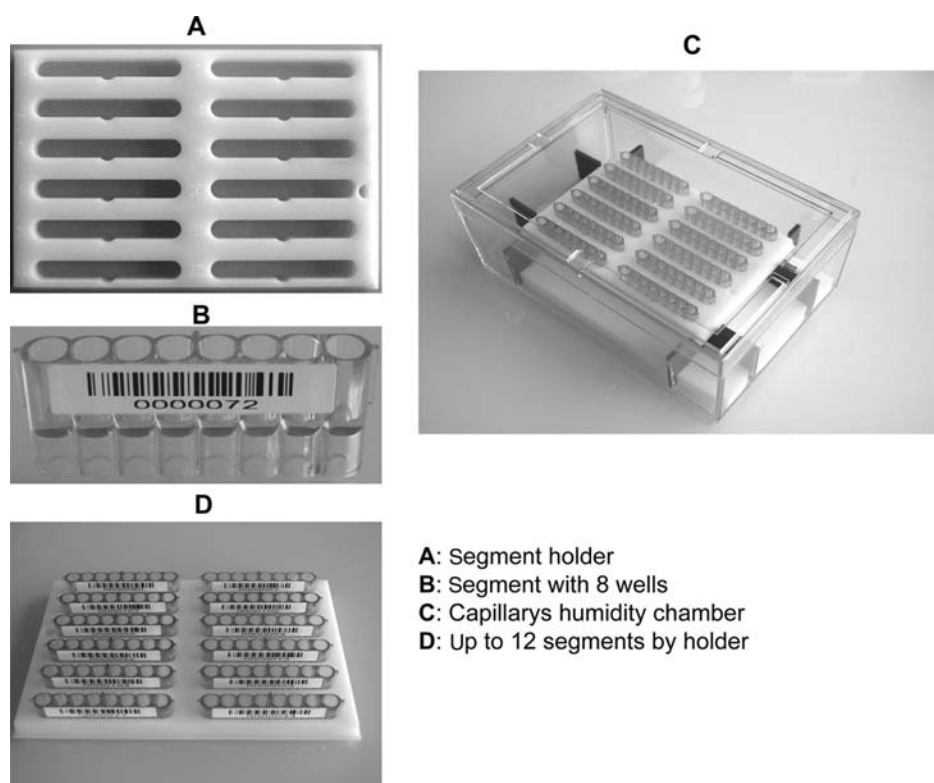 A
C
B
0000072
D
A: Segment holder
B: Segment with 8 wells
C: Capillarys humidity chamber
D: Up to 12 segments by holder